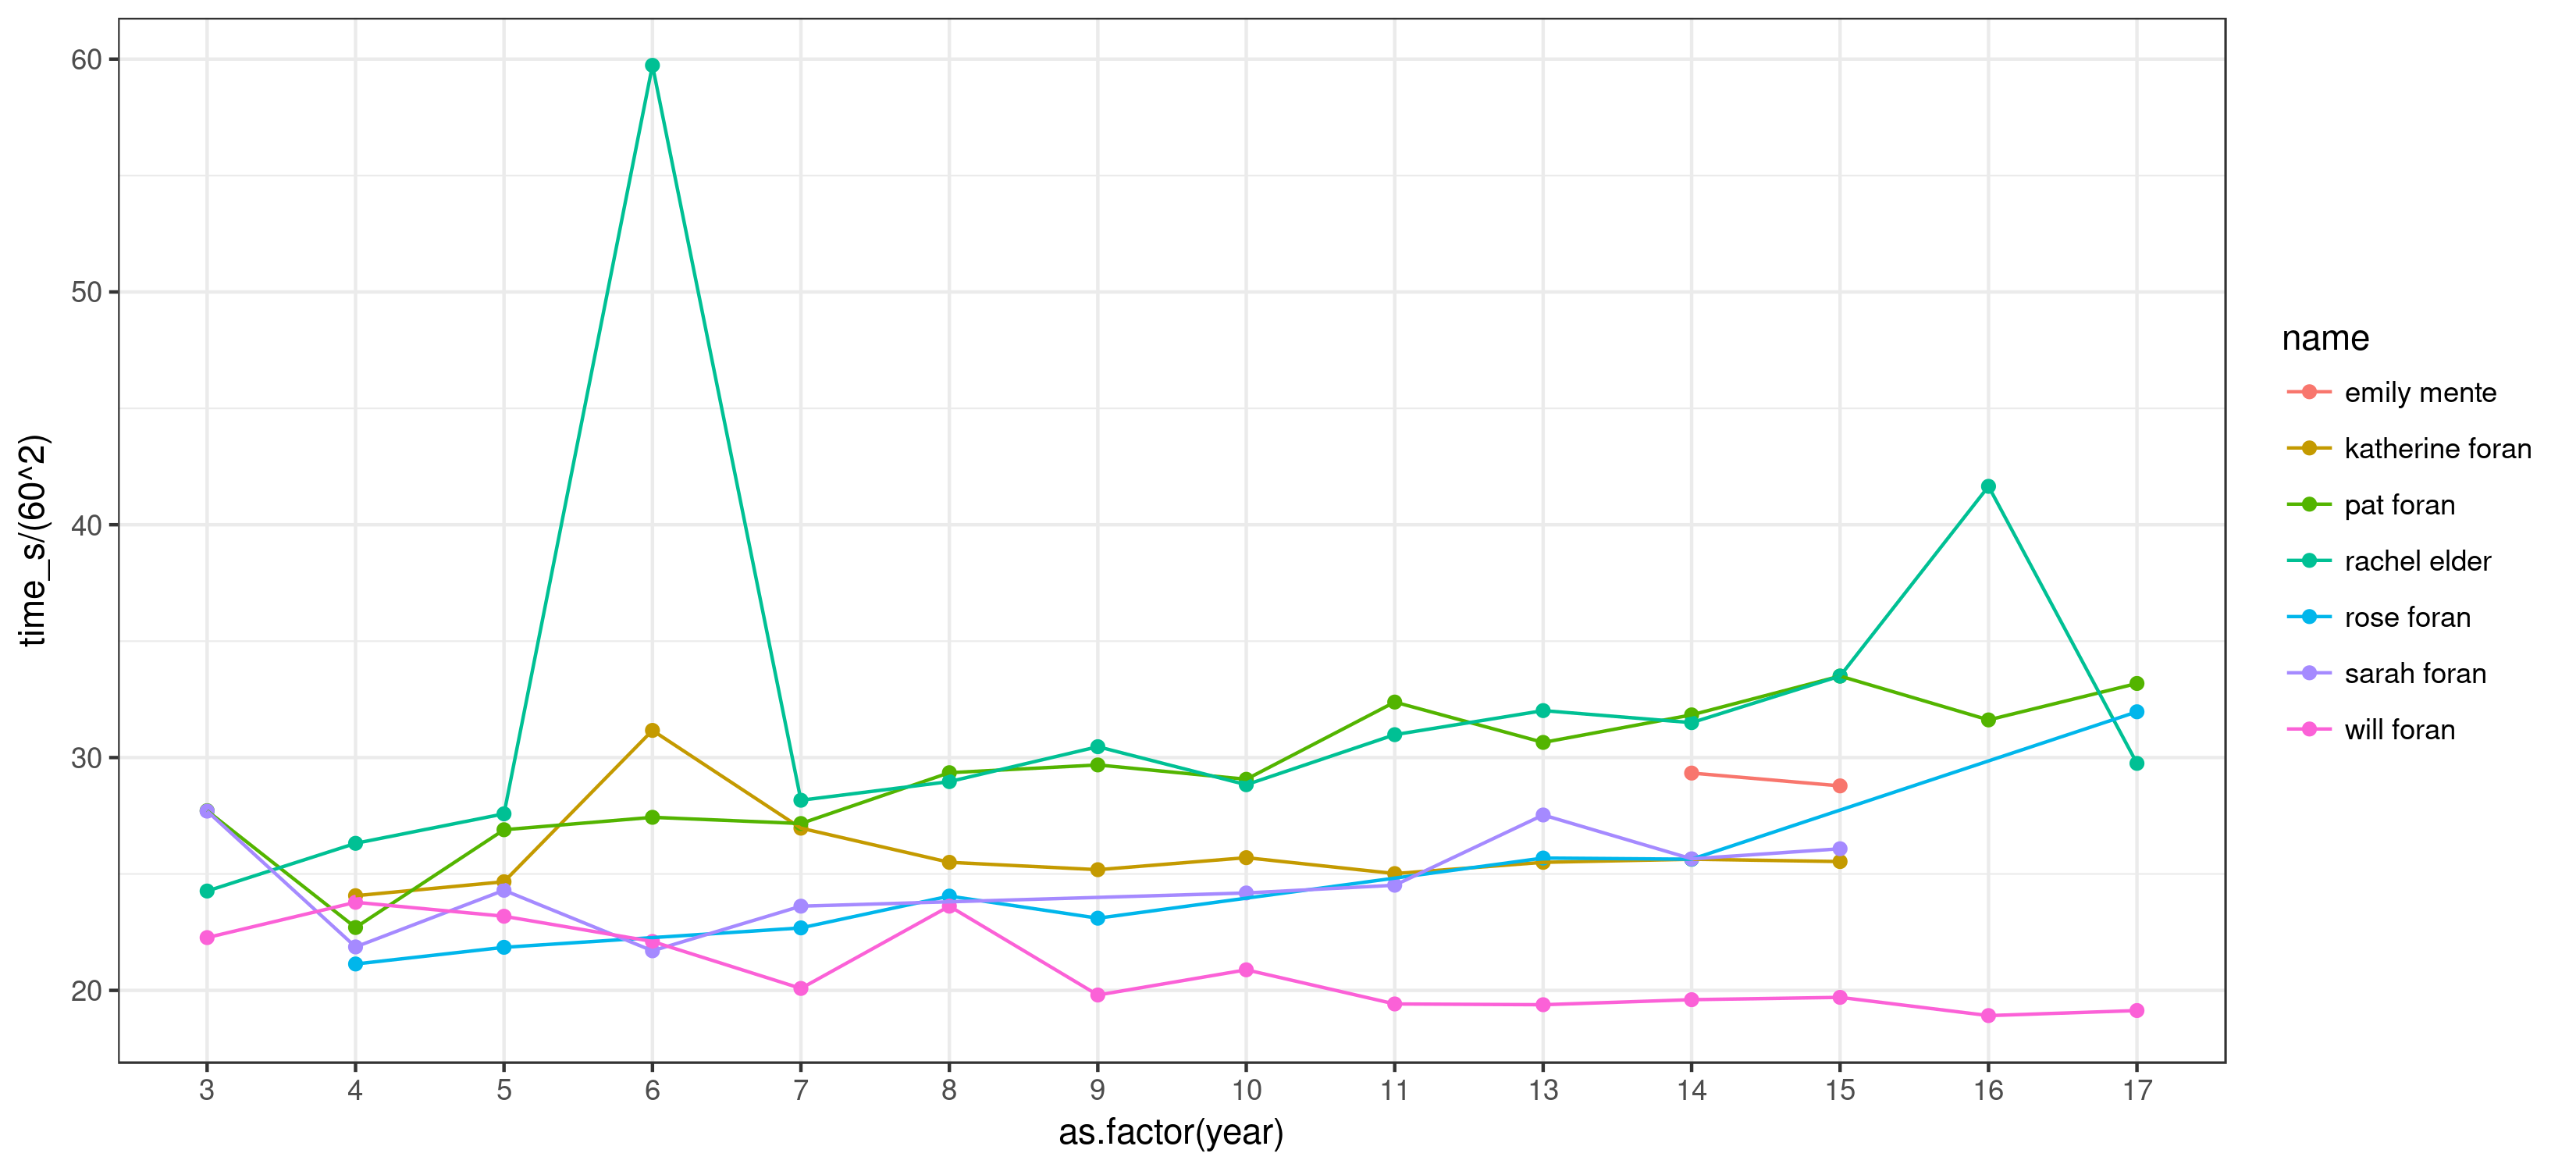 60
50
40
30
20
time_s/(60^2)
3 4 5 6 7 8 9 10 11 13 14 15 16 17
as.factor(year)
name
emily mente
katherine foran
pat foran
rachel elder
rose foran
sarah foran
will foran